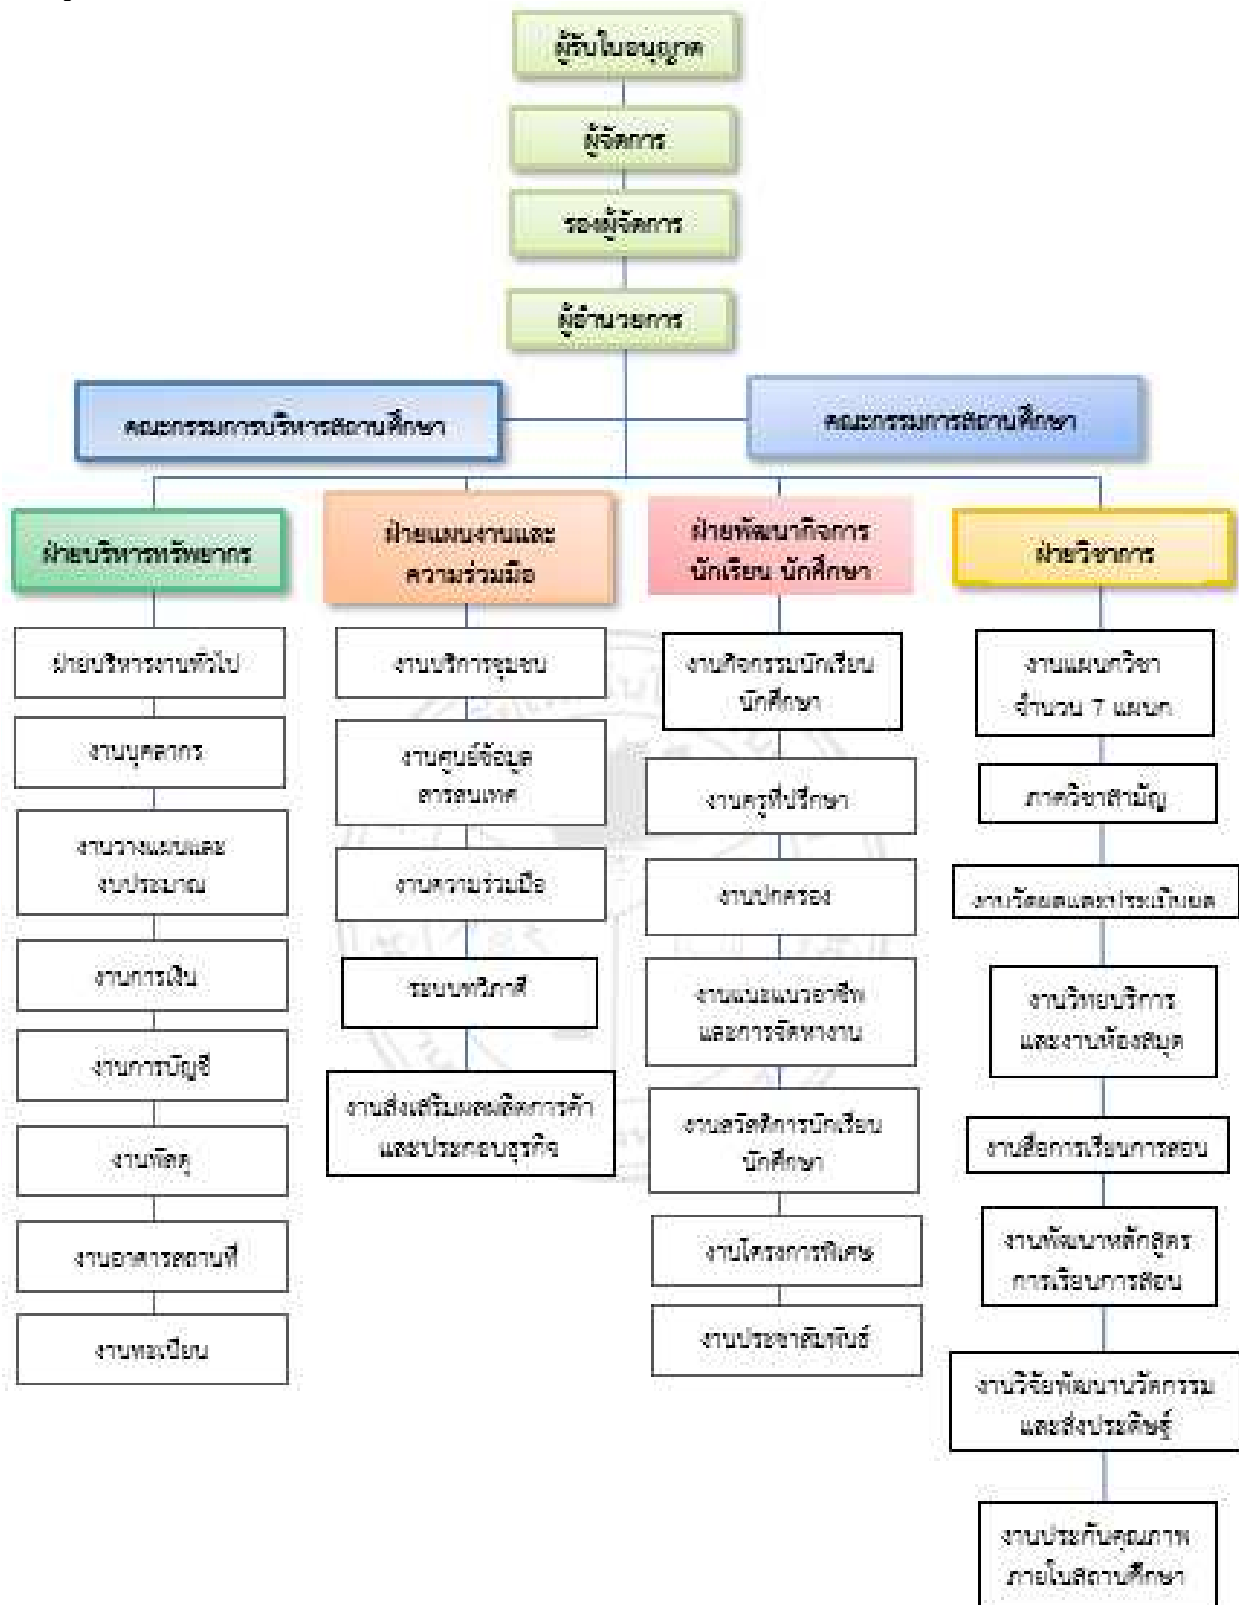 ผู้รับใบอนุญาต
ผู้จัดการ
รองผู้จัดการ
ผู้อำนวยการ
คณะกรรมการบริหารสถานศึกษา
คณะกรรมการสถานศึกษา
ฝ่ายบริหารทรัพยากร
ฝ่ายบริหารงานทั่วไป
งานบุคลากร
งานวางแผนและ
งบประมาณ
งานการเงิน
งานการบัญชี
งานพัสดุ
งานอาคารสถานที่
งานทะเบียน
ฝ่ายแผนงานและ
ความร่วมมือ
งานบริการชุมชน
งานศูนย์ข้อมูล
สารสนเทศ
งานความร่วมมือ
ระบบทวิภาคี
งานส่งเสริมผลผลิตการค้า
และประกอบธุรกิจ
ฝ่ายพัฒนากิจการ
นักเรียน นักศึกษา
งานกิจกรรมนักเรียน
นักศึกษา
งานครูที่ปรึกษา
งานปกครอง
งานแนะแนวอาชีพ
และการจัดหางาน
งานสวัสดิการนักเรียน
นักศึกษา
งานโครงการพิเศษ
งานประชาสัมพันธ์
ฝ่ายวิชาการ
งานแผนกวิชา
จำนวน 7 แผนก
ภาควิชาสามัญ
งานวัดผลและประเมินผล
งานวิทยบริการ
และงานห้องสมุด
งานสื่อการเรียนการสอน
งานพัฒนาหลักสูตร
การเรียนการสอน
งานวิจัยพัฒนานวัตกรรม
และสิ่งประดิษฐ์
งานประกันคุณภาพ
ภายในสถานศึกษา